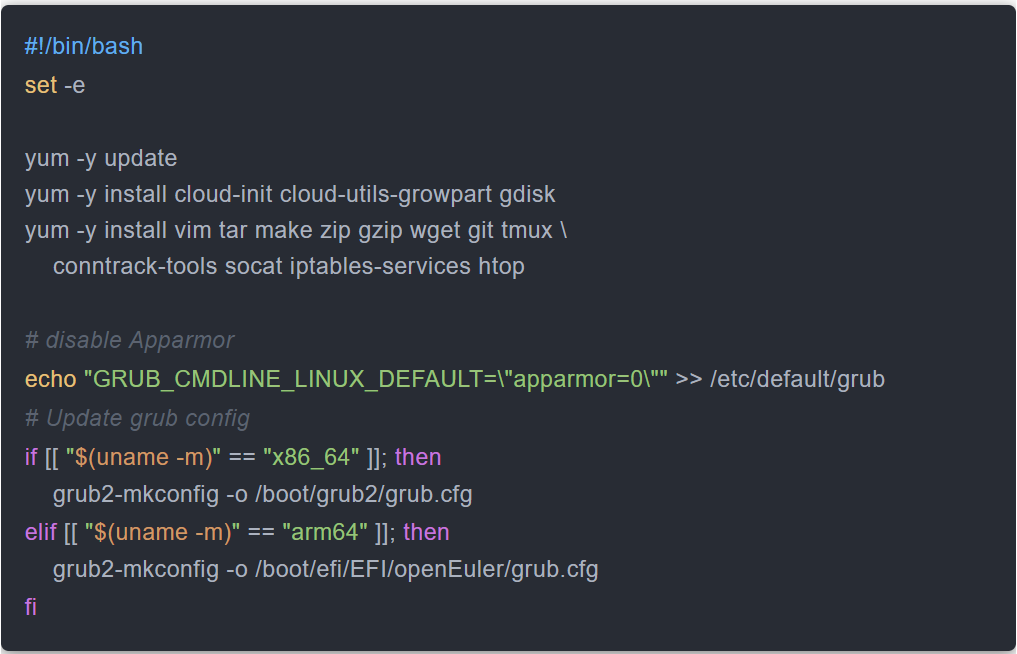 #!/bin/bash
set -e
yum -y update
yum -y install cloud-init cloud-utils-growpart gdisk
yum -y install vim tar make zip gzip wget git tmux \
conntrack-tools socat iptables-services htop
# disable Apparmor
echo "GRUB_CMDLINE_LINUX_DEFAULT=\"apparmor=0\"" >> /etc/default/grub
# Update grub config
if [[ "$(uname -m)" == "x86_64" ]]; then
grub2-mkconfig -o /boot/grub2/grub.cfg
elif [[ "$(uname -m)" == "arm64" ]]; then
grub2-mkconfig -o /boot/efi/EFI/openEuler/grub.cfg
fi